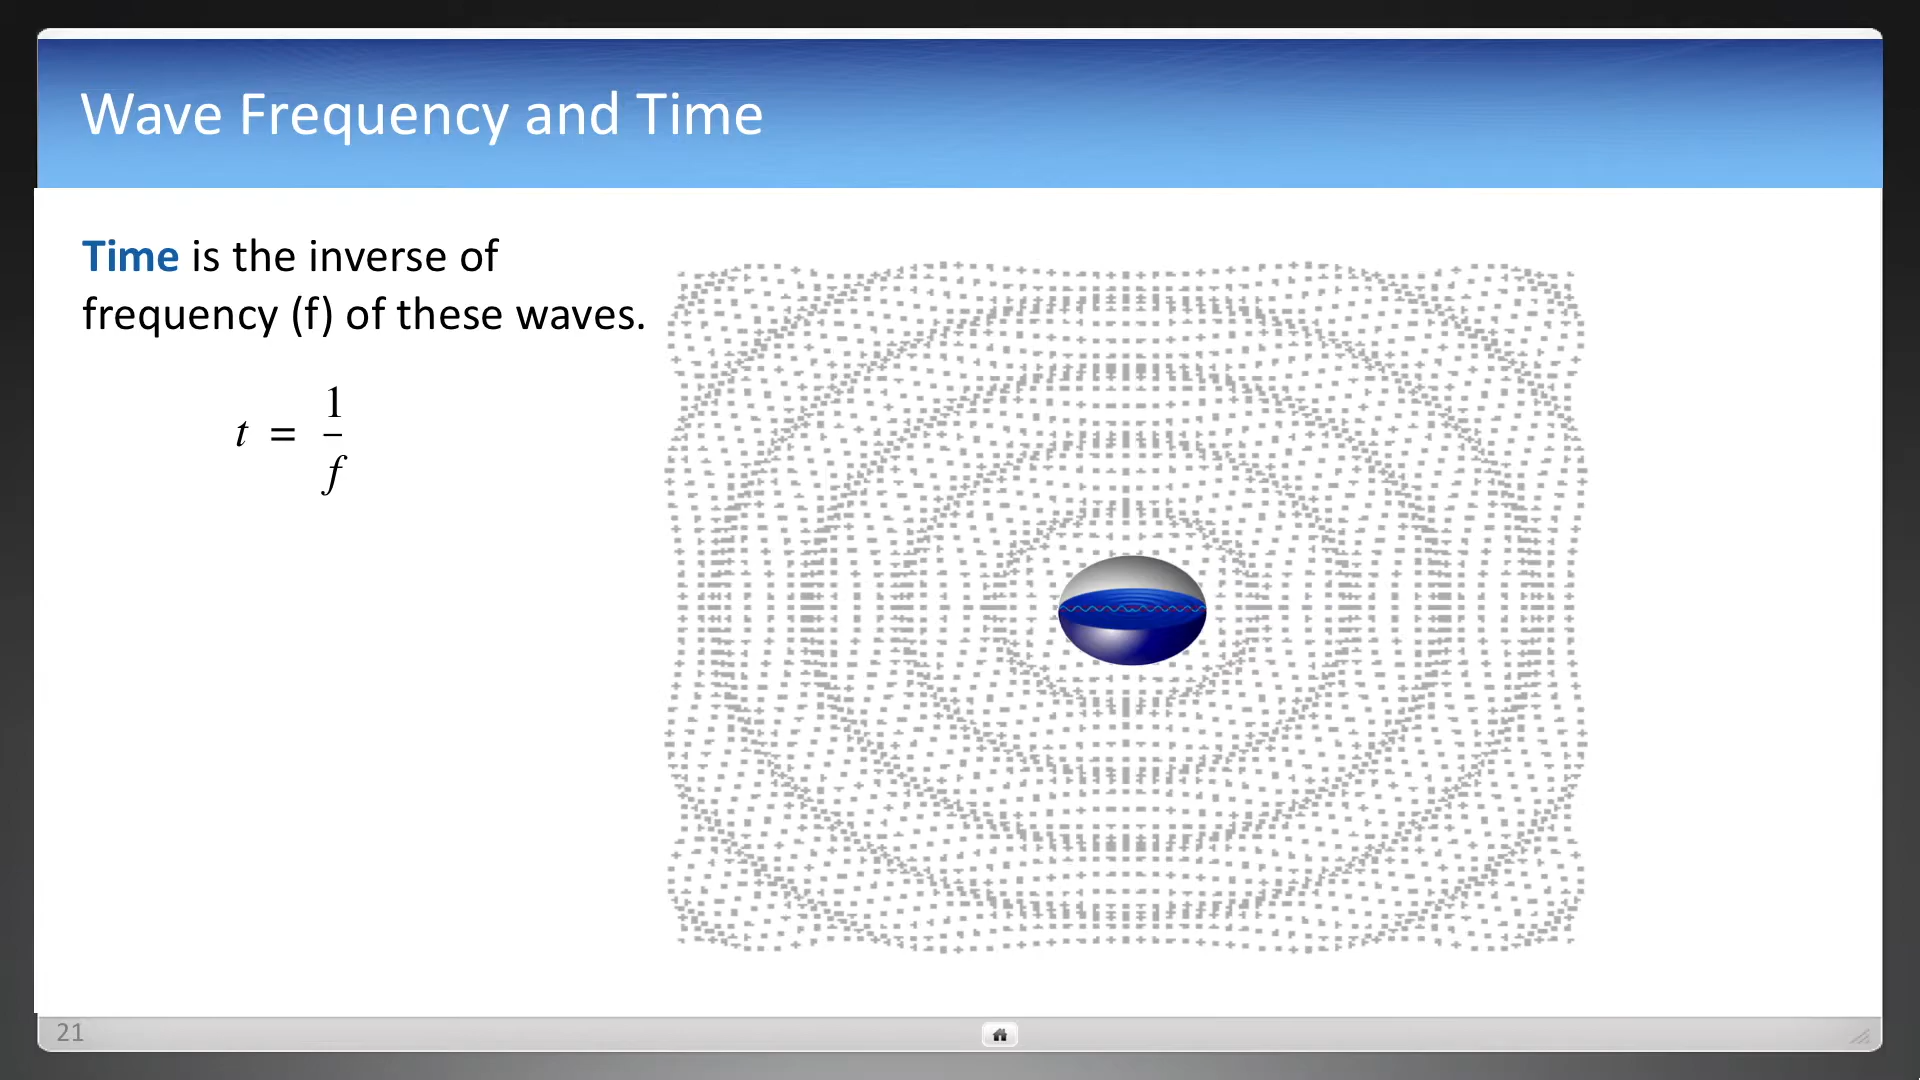 Wave Frequency and Time
Time is the inverse of
frequency (f) of these waves.
t = 1/f
21